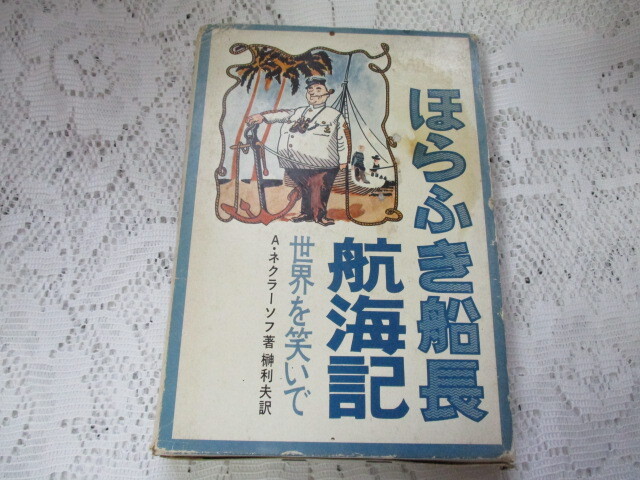 ほらふき船長
航海記
世界を笑いで
A・ネクラーソフ著 榊利夫訳